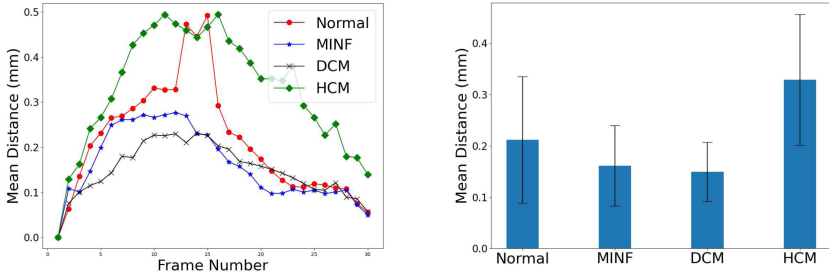 Mean Distance (mm)
0.5
0.4
0.3
0.2
0.1
0.0
0 5 10 15 20 25 30
Frame Number
Normal
MINF
DCM
HCM
Mean Distance (mm)
0.4
0.3
0.2
0.1
0.0
Normal MINF DCM HCM